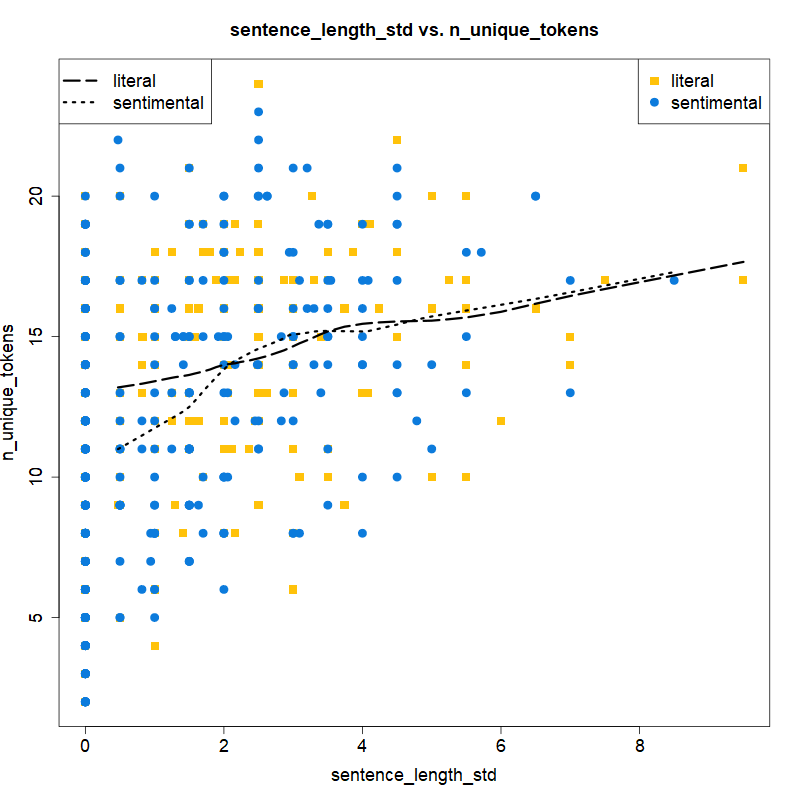 sentence_length_std vs. n_unique_tokens
literal
sentimental
literal
sentimental
n_unique_tokens
20
15
10
5
0 2 4 6 8
sentence_length_std